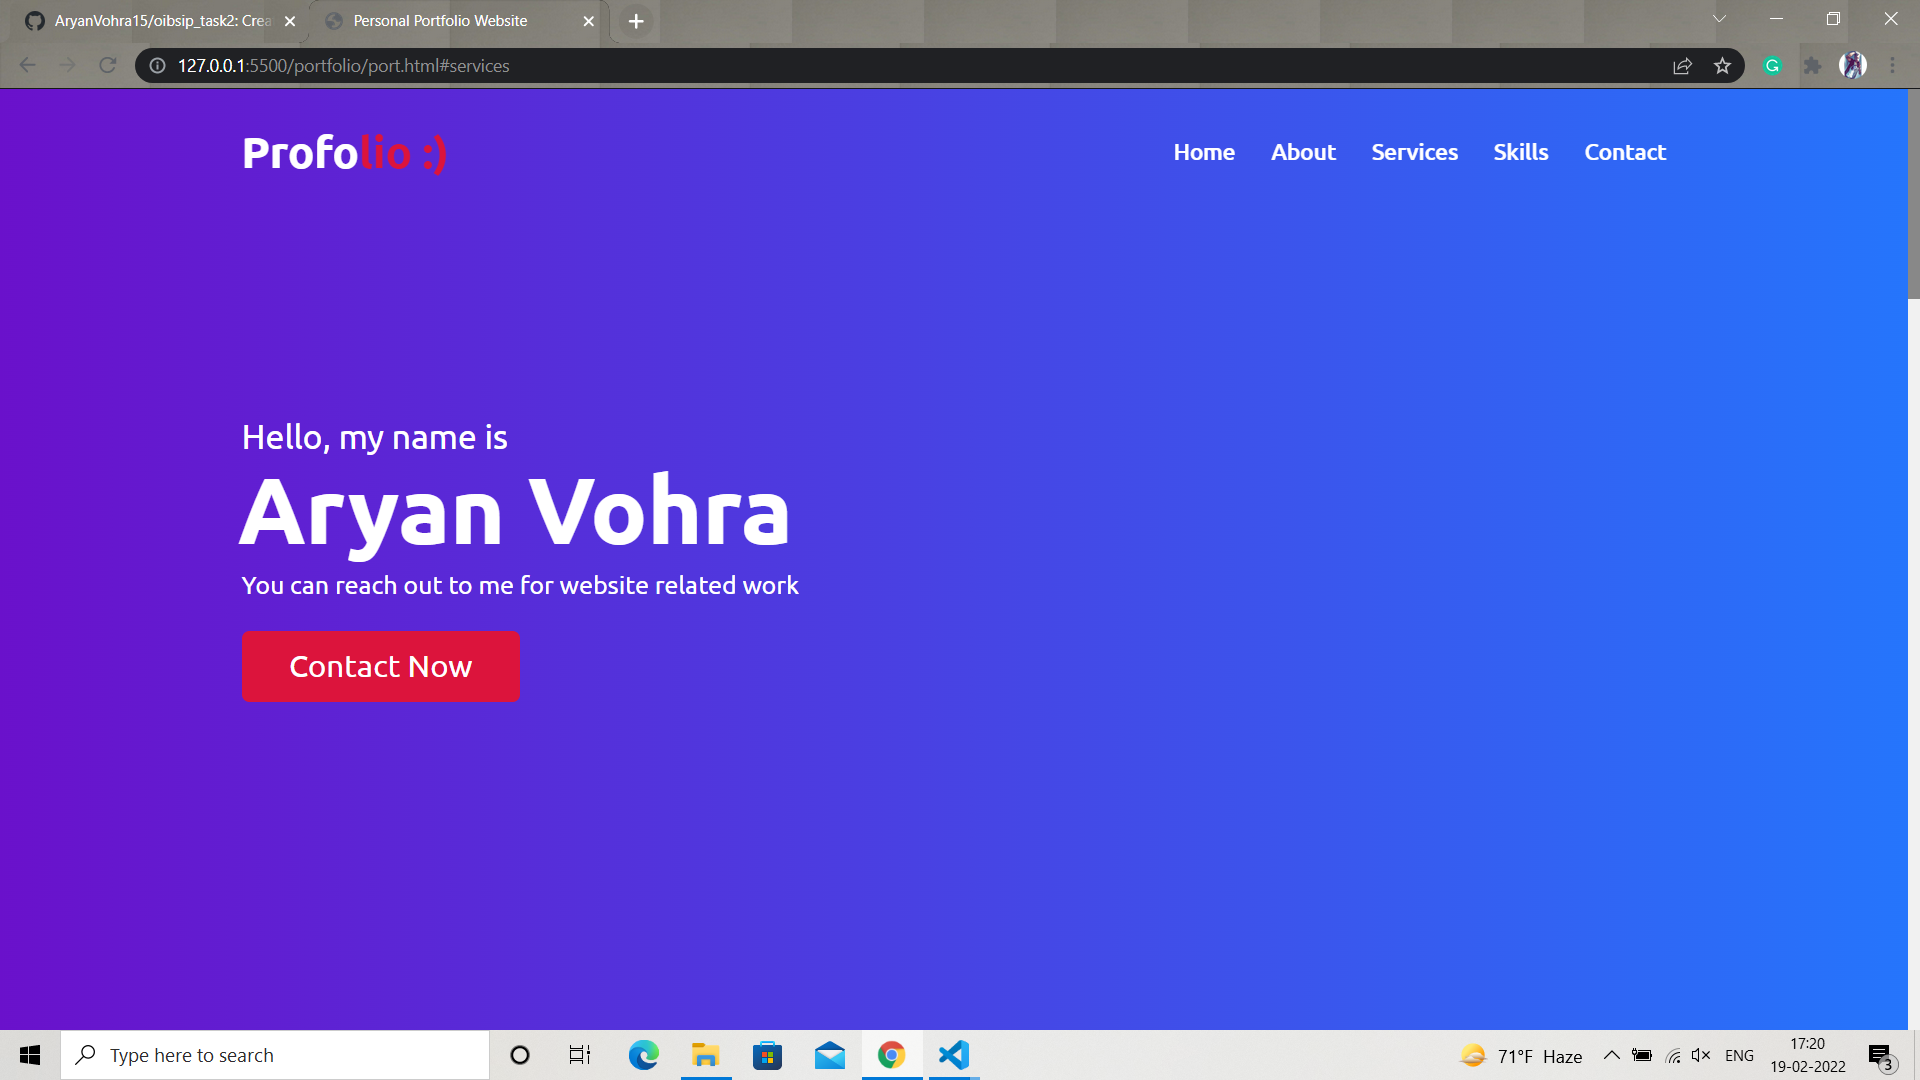 AryanVohra15/oibsip_task2: Crea
Personal Portfolio Website
127.0.0.1:5500/portfolio/port.html#services
Profolio :)
Home About Services Skills Contact
Hello, my name is
Aryan Vohra
You can reach out to me for website related work
Contact Now
Type here to search
71°F Haze
ENG
17:20
19-02-2022
3